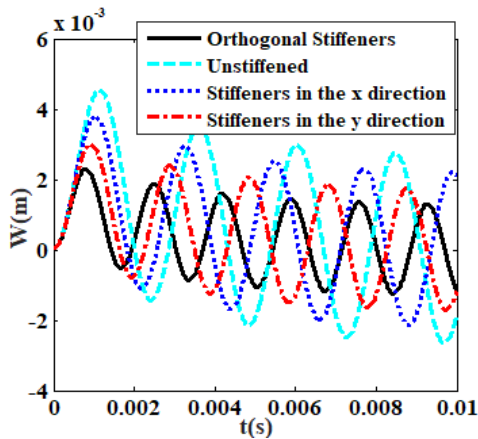 x 10⁻³
6
4
2
0
-2
-4
W(m)
Orthogonal Stiffeners
Unstiffened
Stiffeners in the x direction
Stiffeners in the y direction
0 0.002 0.004 0.006 0.008 0.01
t(s)